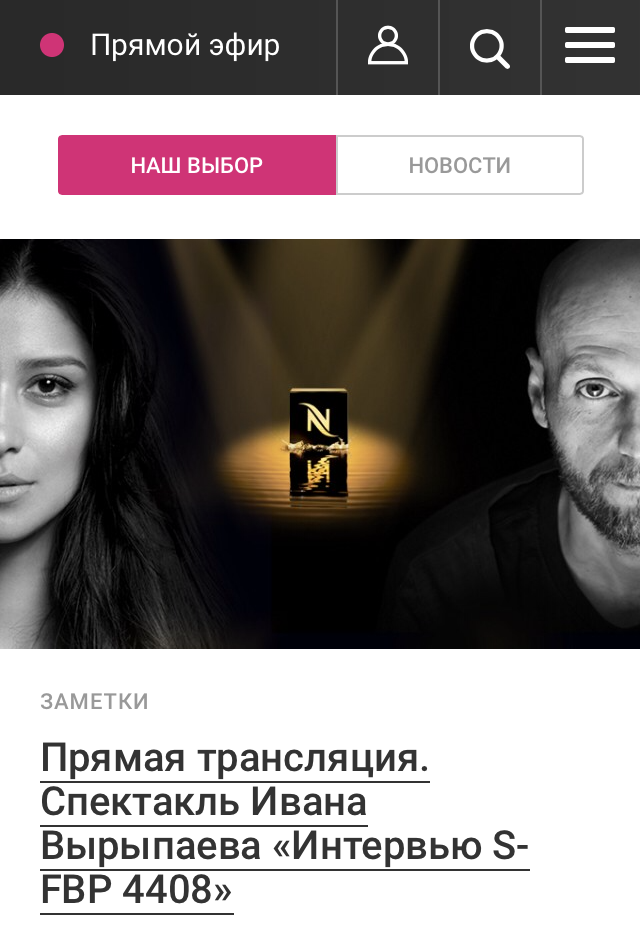 Прямой эфир
НАШ ВЫБОР
НОВОСТИ
N
ЗАМЕТКИ
Прямая трансляция.
Спектакль Ивана
Вырыпаева «Интервью S-
FBP 4408»